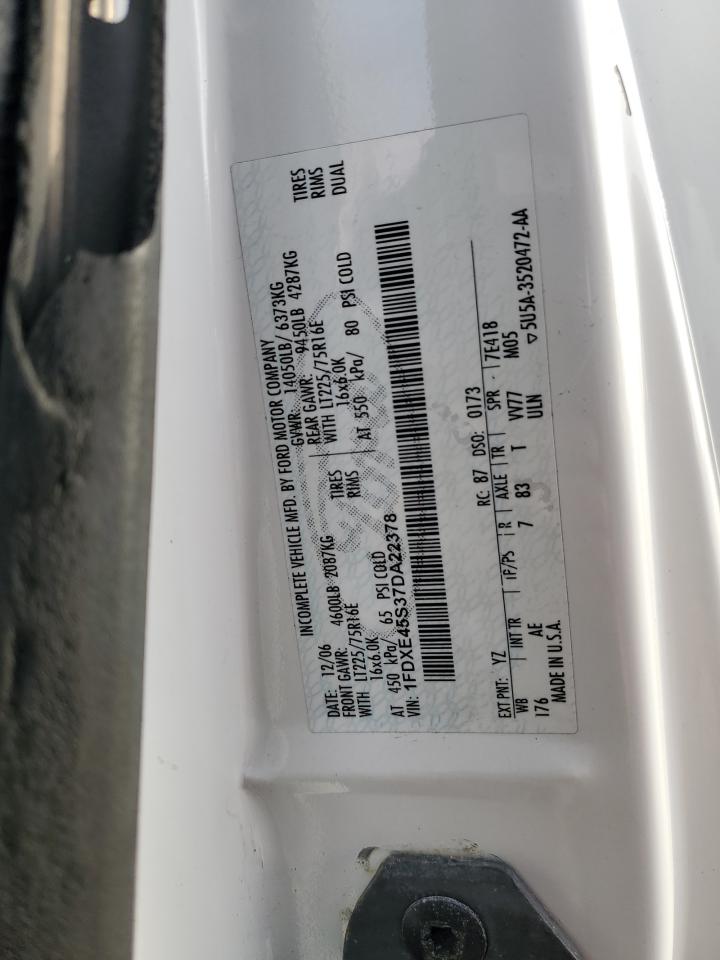 INCOMPLETE VEHICLE MFD. BY FORD MOTOR COMPANY
DATE: 12/06 GVWR: 14050LB/ 6373KG
FRONT GAWR: 4600LB 2087KG REAR GAWR: 9450LB 4287KG
WITH LT225/75R16E TIRES WITH LT225/75R16E TIRES
16x6.0K RIMS 16x6.0K RIMS
AT 450 kPa/ 65 PSI COLD AT 550 kPa/ 80 PSI COLD DUAL
VIN: 1FDXE45S37DA22378
EXT PNT: YZ RC: 87 DSO: 0173
WB INT TR TP/PS R AXLE TR SPR 7E418
176 AE 7 83 T VV77 M05
MADE IN U.S.A. ULN
▽5U5A-3520472-AA